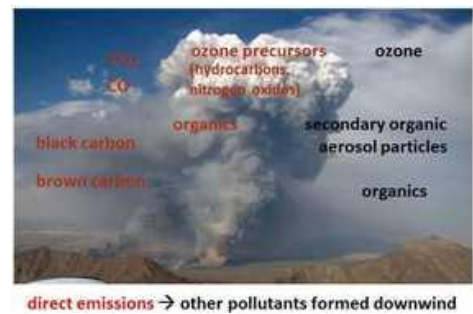 ozone precursors
(hydrocarbons,
nitrogen oxides)
ozone
CO
organics
secondary organic
aerosol particles
black carbon
brown carbon
organics
direct emissions → other pollutants formed downwind